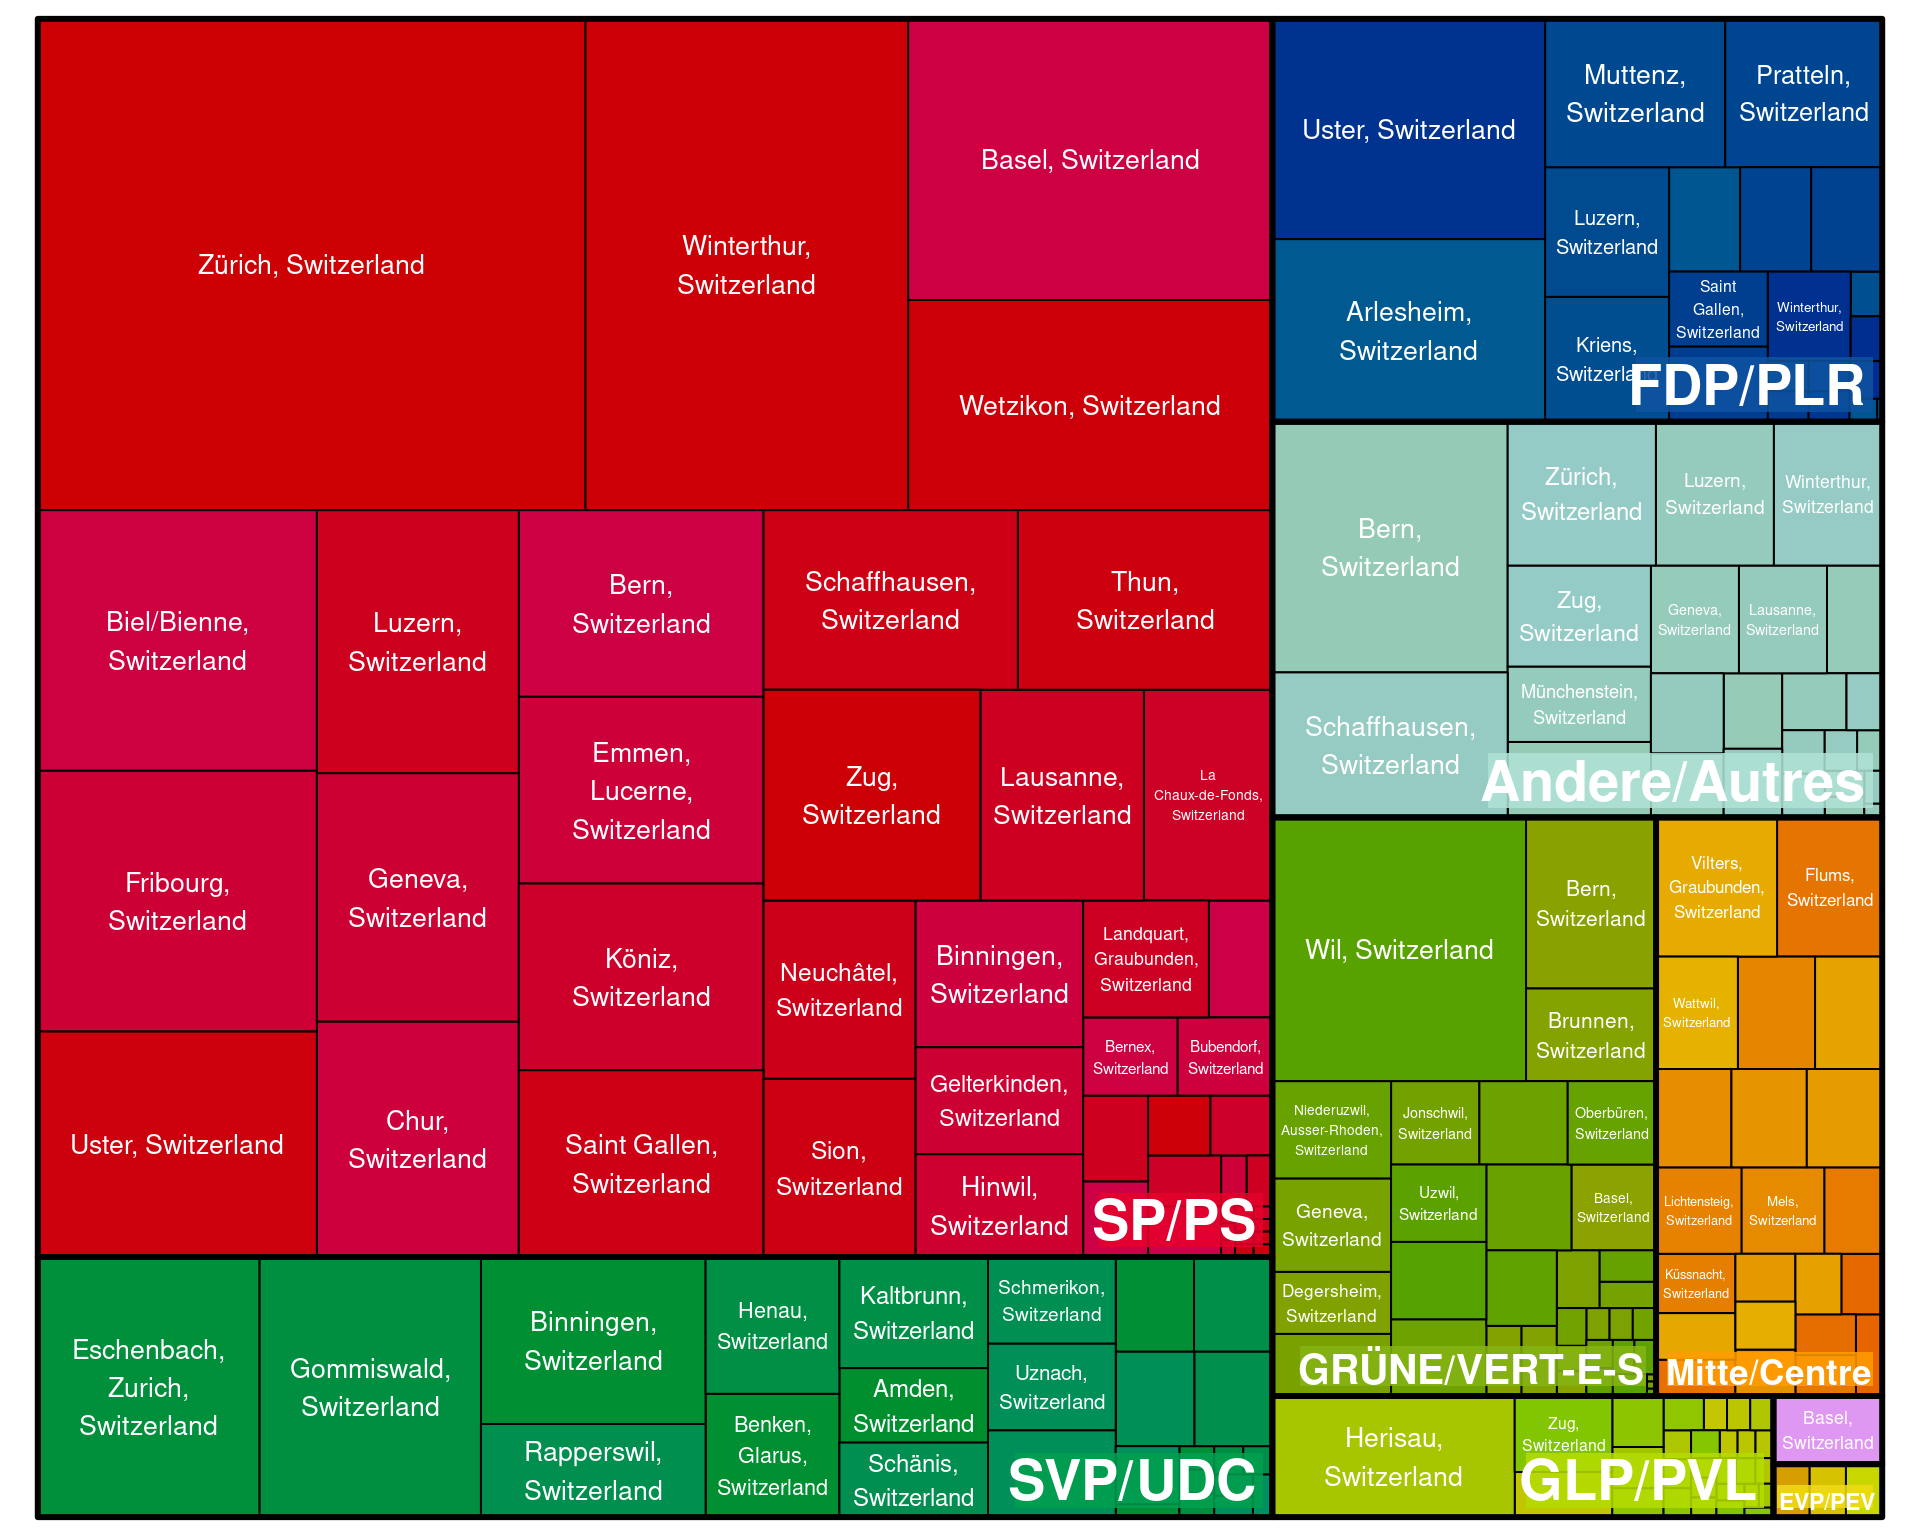 Zürich, Switzerland
Winterthur,
Switzerland
Basel, Switzerland
Wetzikon, Switzerland
Biel/Bienne,
Switzerland
Luzern,
Switzerland
Bern,
Switzerland
Schaffhausen,
Switzerland
Thun,
Switzerland
Emmen,
Lucerne,
Switzerland
Zug,
Switzerland
Lausanne,
Switzerland
La
Chaux-de-Fonds,
Switzerland
Fribourg,
Switzerland
Geneva,
Switzerland
Köniz,
Switzerland
Neuchâtel,
Switzerland
Binningen,
Switzerland
Landquart,
Graubunden,
Switzerland
Bernex,
Switzerland
Bubendorf,
Switzerland
Gelterkinden,
Switzerland
Uster, Switzerland
Chur,
Switzerland
Saint Gallen,
Switzerland
Sion,
Switzerland
Hinwil,
Switzerland
SP/PS
Eschenbach,
Zurich,
Switzerland
Gommiswald,
Switzerland
Binningen,
Switzerland
Rapperswil,
Switzerland
Henau,
Switzerland
Benken,
Glarus,
Switzerland
Kaltbrunn,
Switzerland
Amden,
Switzerland
Schänis,
Switzerland
Schmerikon,
Switzerland
Uznach,
Switzerland
SVP/UDC
Uster, Switzerland
Muttenz,
Switzerland
Pratteln,
Switzerland
Arlesheim,
Switzerland
Luzern,
Switzerland
Kriens,
Switzerland
Saint
Gallen,
Switzerland
Winterthur,
Switzerland
FDP/PLR
Bern,
Switzerland
Zürich,
Switzerland
Luzern,
Switzerland
Winterthur,
Switzerland
Zug,
Switzerland
Geneva,
Switzerland
Lausanne,
Switzerland
Münchenstein,
Switzerland
Schaffhausen,
Switzerland
Andere/Autres
Wil, Switzerland
Bern,
Switzerland
Brunnen,
Switzerland
Niederuzwil,
Ausser-Rhoden,
Switzerland
Jonschwil,
Switzerland
Oberbüren,
Switzerland
Geneva,
Switzerland
Uzwil,
Switzerland
Basel,
Switzerland
Degersheim,
Switzerland
GRÜNE/VERT-E-S
Vilters,
Graubunden,
Switzerland
Flums,
Switzerland
Wattwil,
Switzerland
Lichtensteig,
Switzerland
Mels,
Switzerland
Küssnacht,
Switzerland
Mitte/Centre
Herisau,
Switzerland
Zug,
Switzerland
GLP/PVL
Basel,
Switzerland
EVP/PEV